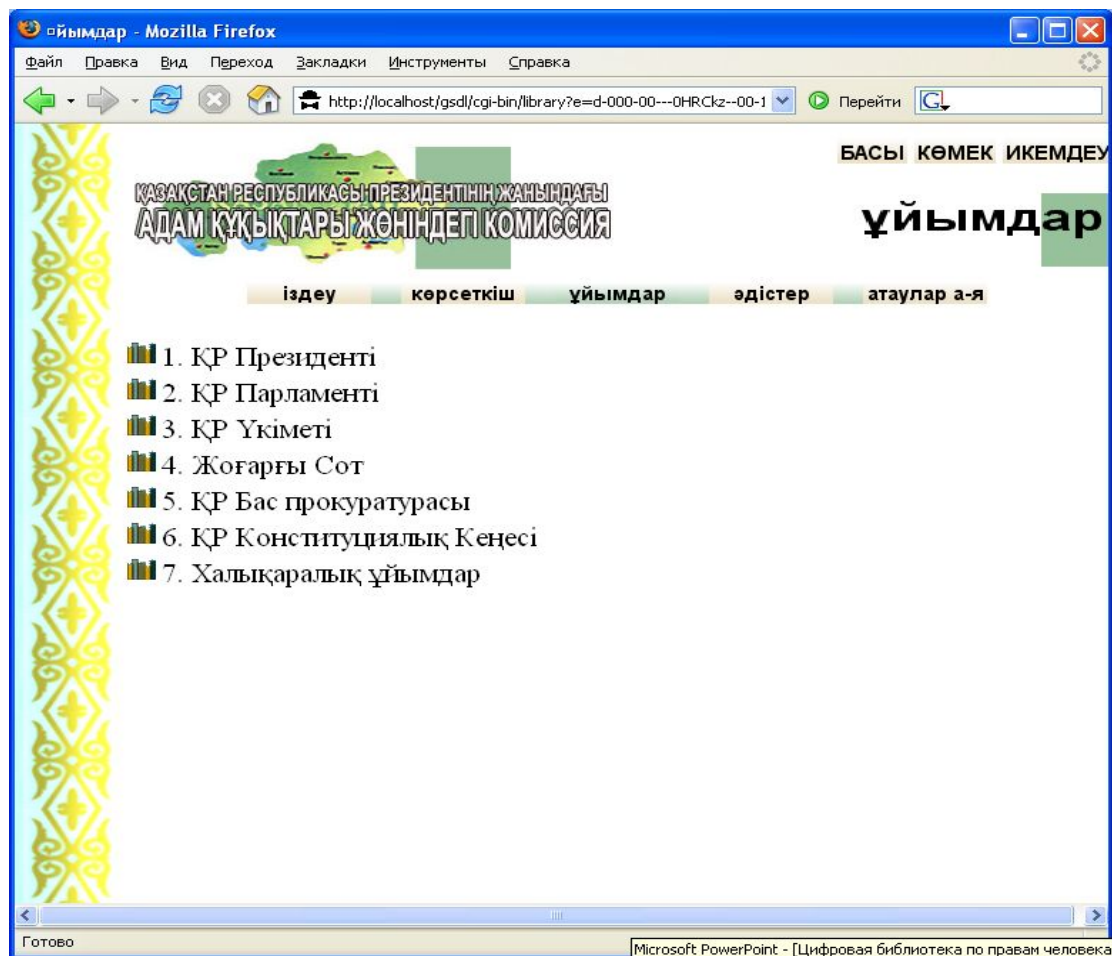 ұйымдар - Mozilla Firefox
Файл Правка Вид Переход Закладки Инструменты Справка
http://localhost/gsdl/cgi-bin/library?e=d-000-00---0HRCkz--00-1 Перейти G
БАСЫ КӨМЕК ИКЕМДЕУ
ҚАЗАҚСТАН РЕСПУБЛИКАСЫ ПРЕЗИДЕНТІНІҢ ЖАНЫНДАҒЫ
АДАМ ҚҰҚЫҚТАРЫ ЖӨНІНДЕГІ КОМИССИЯ
ұйымдар
іздеу көрсеткіш ұйымдар әдістер атаулар а-я
1. ҚР Президенті
2. ҚР Парламенті
3. ҚР Үкіметі
4. Жоғарғы Сот
5. ҚР Бас прокуратурасы
6. ҚР Конституциялық Кеңесі
7. Халықаралық ұйымдар
Готово
Microsoft PowerPoint - [Цифровая библиотека по правам человека